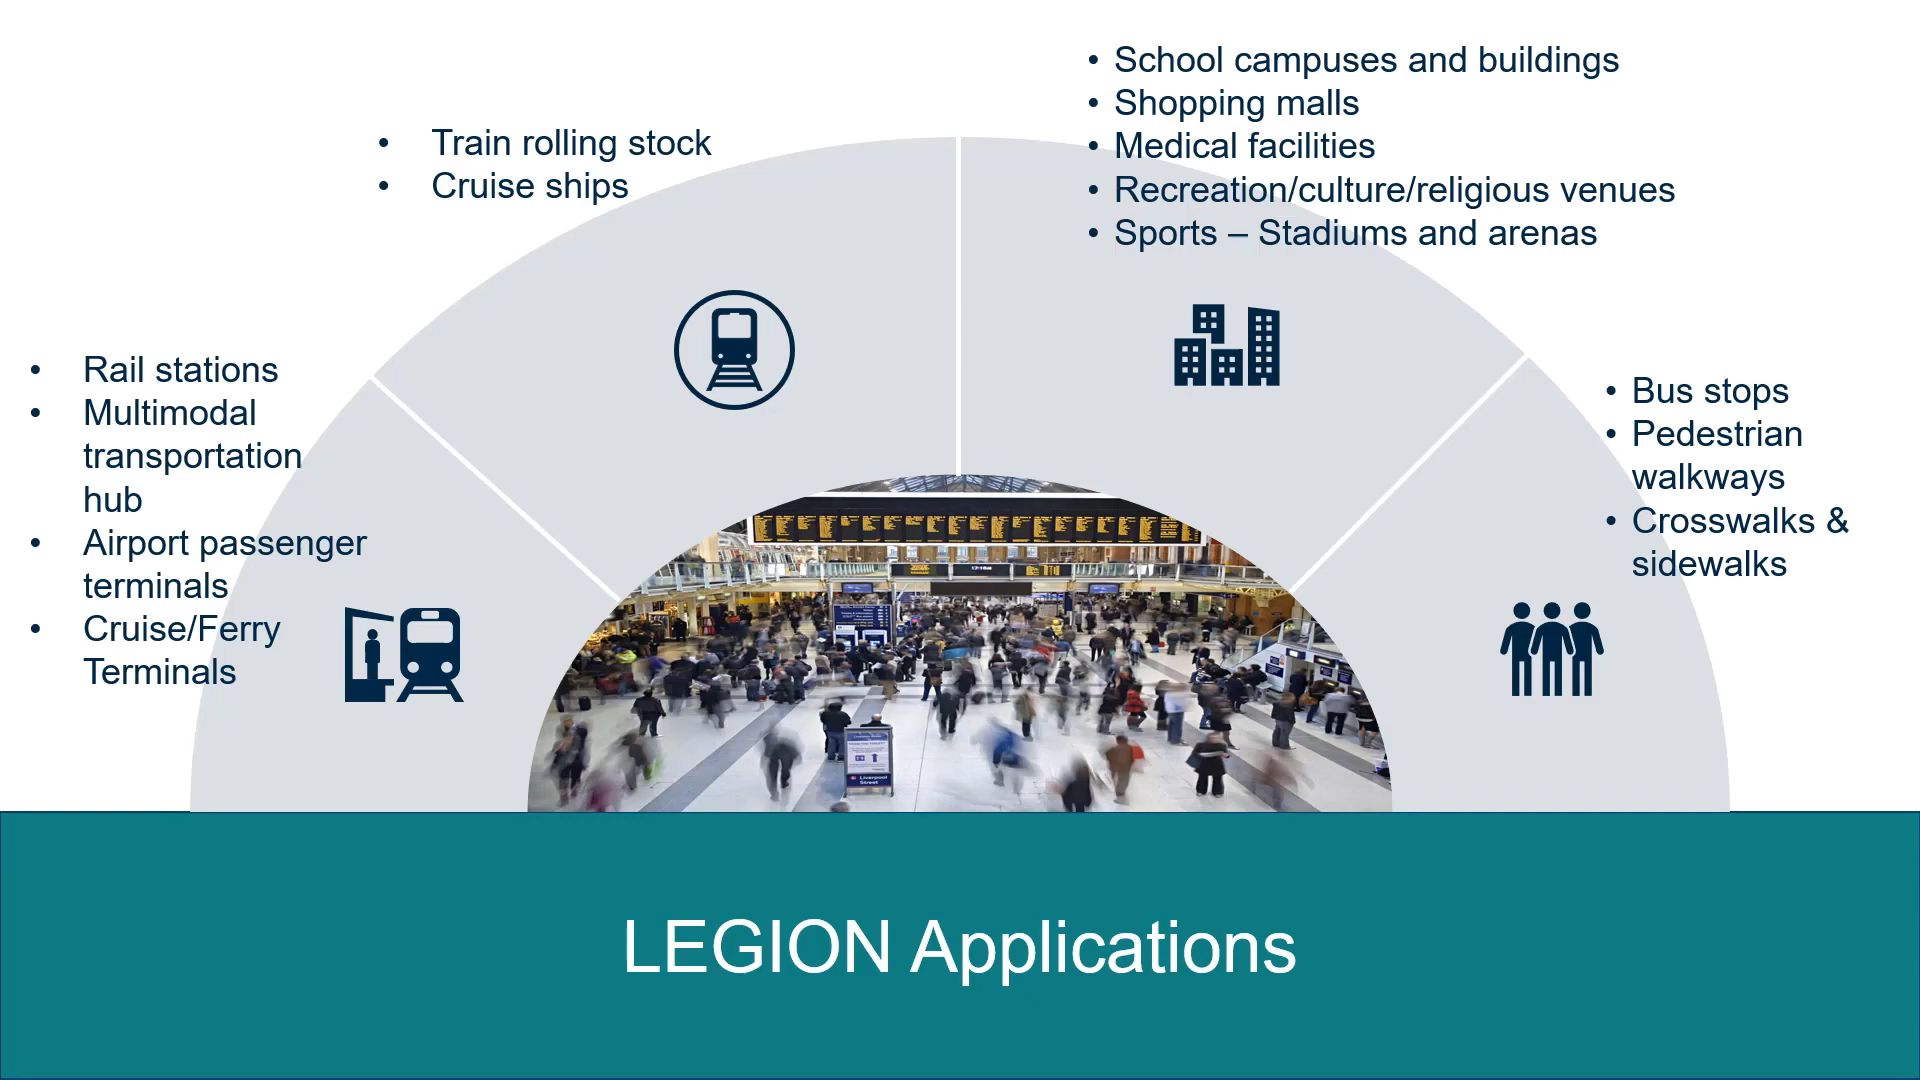 • School campuses and buildings
• Shopping malls
• Medical facilities
• Recreation/culture/religious venues
• Sports – Stadiums and arenas
• Train rolling stock
• Cruise ships
• Rail stations
• Multimodal
transportation
hub
• Airport passenger
terminals
• Cruise/Ferry
Terminals
• Bus stops
• Pedestrian
walkways
• Crosswalks &
sidewalks
Liverpool
Street
LEGION Applications